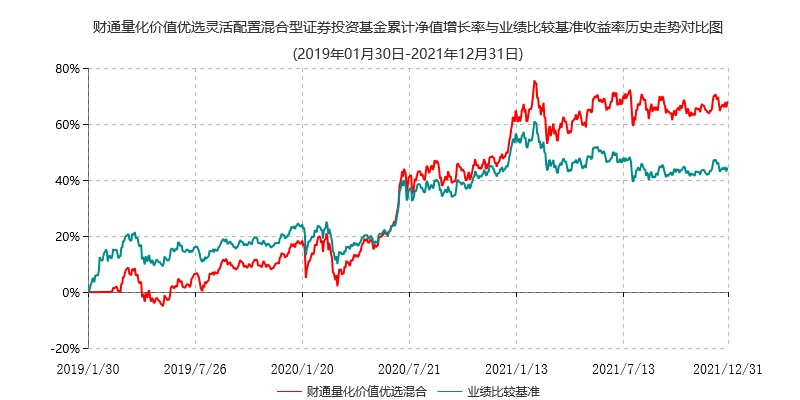 财通量化价值优选灵活配置混合型证券投资基金累计净值增长率与业绩比较基准收益率历史走势对比图
(2019年01月30日-2021年12月31日)
80%
60%
40%
20%
0%
-20%
2019/1/30 2019/7/26 2020/1/20 2020/7/21 2021/1/13 2021/7/13 2021/12/31
财通量化价值优选混合 业绩比较基准